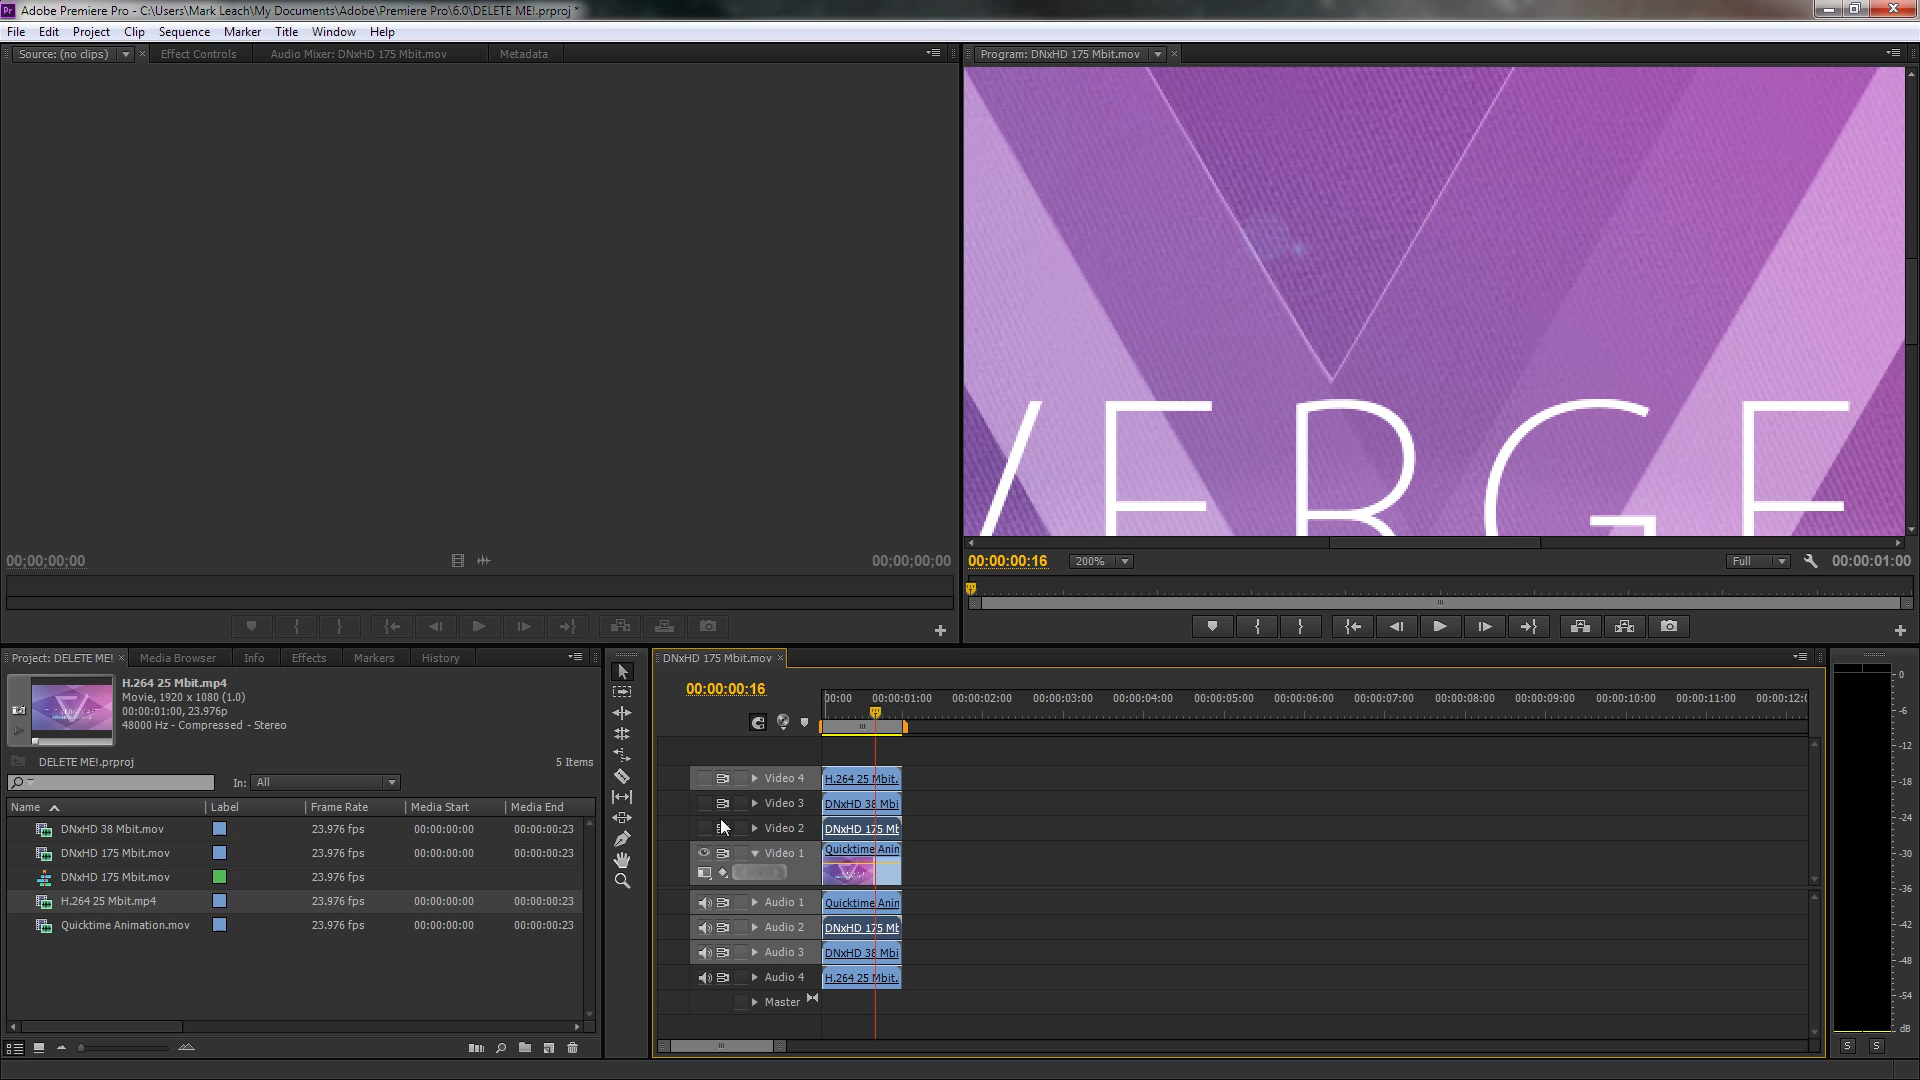 Adobe Premiere Pro - C:\Users\Mark Leach\My Documents\Adobe\Premiere Pro\6.0\DELETE ME!.prproj *
File Edit Project Clip Sequence Marker Title Window Help
Source: (no clips) Effect Controls Audio Mixer: DNxHD 175 Mbit.mov Metadata
Program: DNxHD 175 Mbit.mov
VERGE
00;00;00;00 00;00;00;00
00:00:00:16 200% Full 00:00:01:00
Project: DELETE ME! Media Browser Info Effects Markers History
H.264 25 Mbit.mp4
Movie, 1920 x 1080 (1.0)
00:00:01:00, 23.976p
48000 Hz - Compressed - Stereo
DELETE ME!.prproj 5 Items
In: All
Name Label Frame Rate Media Start Media End
DNxHD 38 Mbit.mov 23.976 fps 00:00:00:00 00:00:00:23
DNxHD 175 Mbit.mov 23.976 fps 00:00:00:00 00:00:00:23
DNxHD 175 Mbit.mov 23.976 fps
H.264 25 Mbit.mp4 23.976 fps 00:00:00:00 00:00:00:23
Quicktime Animation.mov 23.976 fps 00:00:00:00 00:00:00:23
DNxHD 175 Mbit.mov
00:00:00:16
00:00 00:00:01:00 00:00:02:00 00:00:03:00 00:00:04:00 00:00:05:00 00:00:06:00 00:00:07:00 00:00:08:00 00:00:09:00 00:00:10:00 00:00:11:00 00:00:12:0
Video 4 H.264 25 Mbit.
Video 3 DNxHD 38 Mbi
Video 2 DNxHD 175 Mt
Video 1 Quicktime Anin
Audio 1 Quicktime Anin
Audio 2 DNxHD 175 Mt
Audio 3 DNxHD 38 Mbi
Audio 4 H.264 25 Mbit.
Master
0
-6
-12
-18
-24
-30
-36
-42
-48
-54
dB
S S